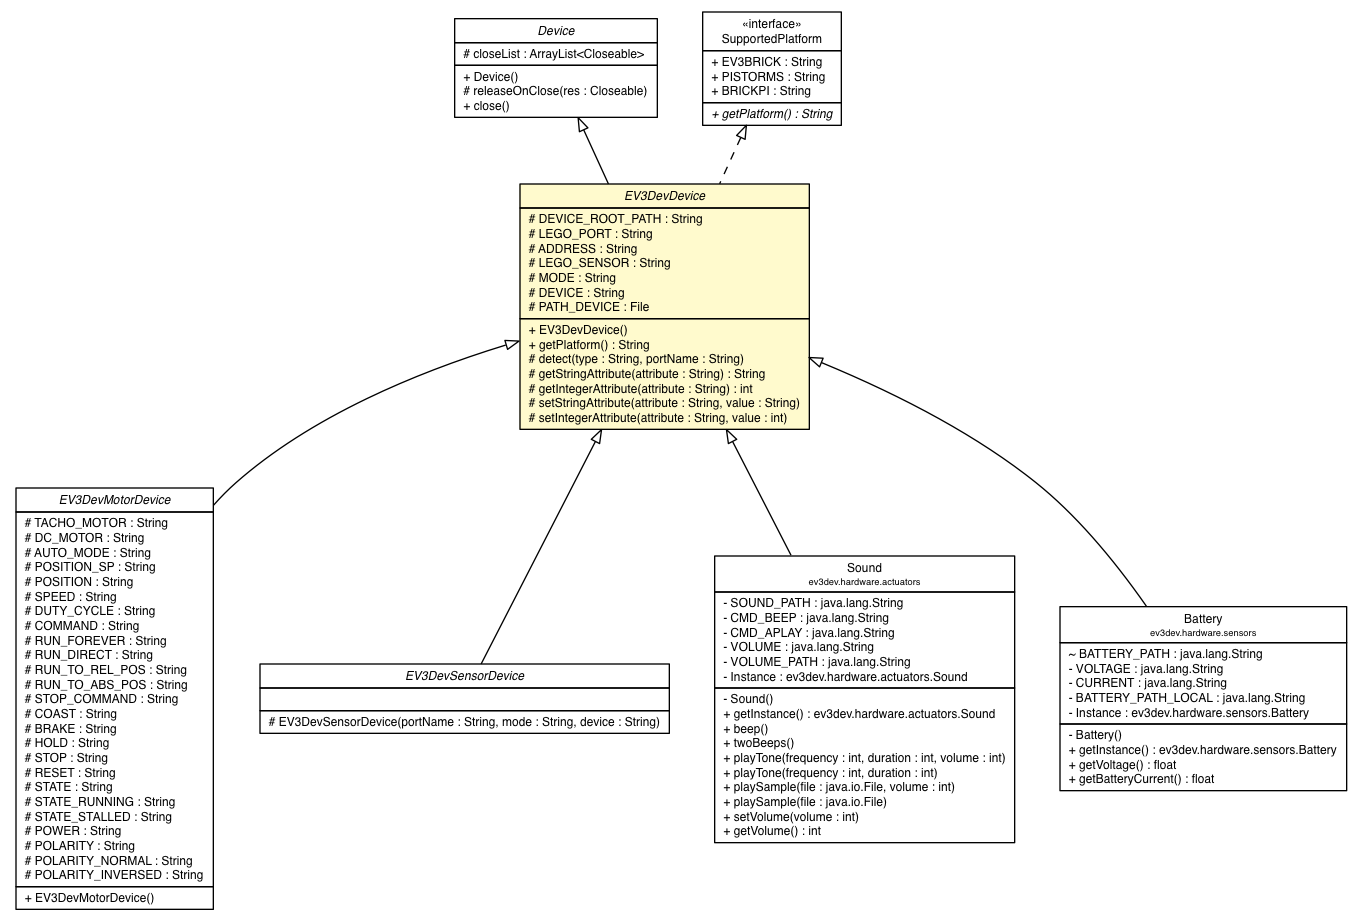 Device
# closeList : ArrayList<Closeable>
+ Device()
# releaseOnClose(res : Closeable)
+ close()
«interface»
SupportedPlatform
+ EV3BRICK : String
+ PISTORMS : String
+ BRICKPI : String
+ getPlatform() : String
EV3DevDevice
# DEVICE_ROOT_PATH : String
# LEGO_PORT : String
# ADDRESS : String
# LEGO_SENSOR : String
# MODE : String
# DEVICE : String
# PATH_DEVICE : File
+ EV3DevDevice()
+ getPlatform() : String
# detect(type : String, portName : String)
# getStringAttribute(attribute : String) : String
# getIntegerAttribute(attribute : String) : int
# setStringAttribute(attribute : String, value : String)
# setIntegerAttribute(attribute : String, value : int)
EV3DevMotorDevice
# TACHO_MOTOR : String
# DC_MOTOR : String
# AUTO_MODE : String
# POSITION_SP : String
# POSITION : String
# SPEED : String
# DUTY_CYCLE : String
# COMMAND : String
# RUN_FOREVER : String
# RUN_DIRECT : String
# RUN_TO_REL_POS : String
# RUN_TO_ABS_POS : String
# STOP_COMMAND : String
# COAST : String
# BRAKE : String
# HOLD : String
# STOP : String
# RESET : String
# STATE : String
# STATE_RUNNING : String
# STATE_STALLED : String
# POWER : String
# POLARITY : String
# POLARITY_NORMAL : String
# POLARITY_INVERSED : String
+ EV3DevMotorDevice()
EV3DevSensorDevice
# EV3DevSensorDevice(portName : String, mode : String, device : String)
Sound
ev3dev.hardware.actuators
- SOUND_PATH : java.lang.String
- CMD_BEEP : java.lang.String
- CMD_APLAY : java.lang.String
- VOLUME : java.lang.String
- VOLUME_PATH : java.lang.String
- Instance : ev3dev.hardware.actuators.Sound
- Sound()
+ getInstance() : ev3dev.hardware.actuators.Sound
+ beep()
+ twoBeeps()
+ playTone(frequency : int, duration : int, volume : int)
+ playTone(frequency : int, duration : int)
+ playSample(file : java.io.File, volume : int)
+ playSample(file : java.io.File)
+ setVolume(volume : int)
+ getVolume() : int
Battery
ev3dev.hardware.sensors
~ BATTERY_PATH : java.lang.String
- VOLTAGE : java.lang.String
- CURRENT : java.lang.String
- BATTERY_PATH_LOCAL : java.lang.String
- Instance : ev3dev.hardware.sensors.Battery
- Battery()
+ getInstance() : ev3dev.hardware.sensors.Battery
+ getVoltage() : float
+ getBatteryCurrent() : float